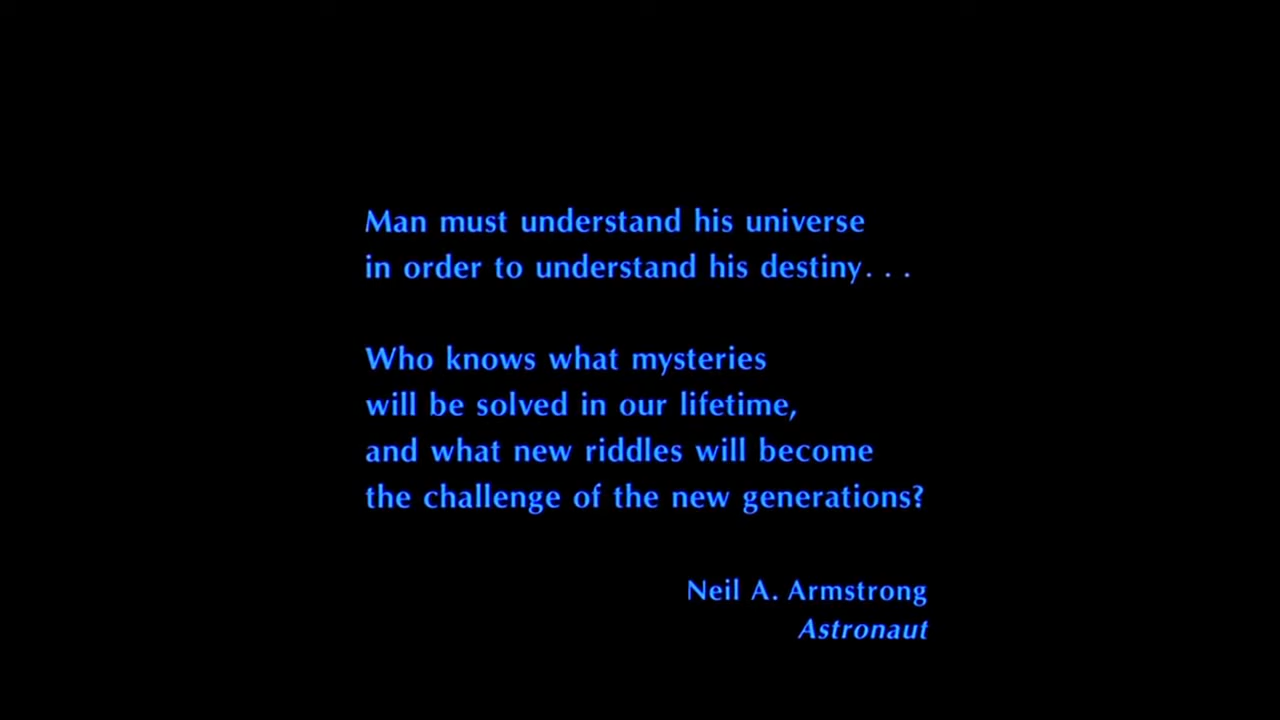 Man must understand his universe
in order to understand his destiny. . .
Who knows what mysteries
will be solved in our lifetime,
and what new riddles will become
the challenge of the new generations?
Neil A. Armstrong
Astronaut